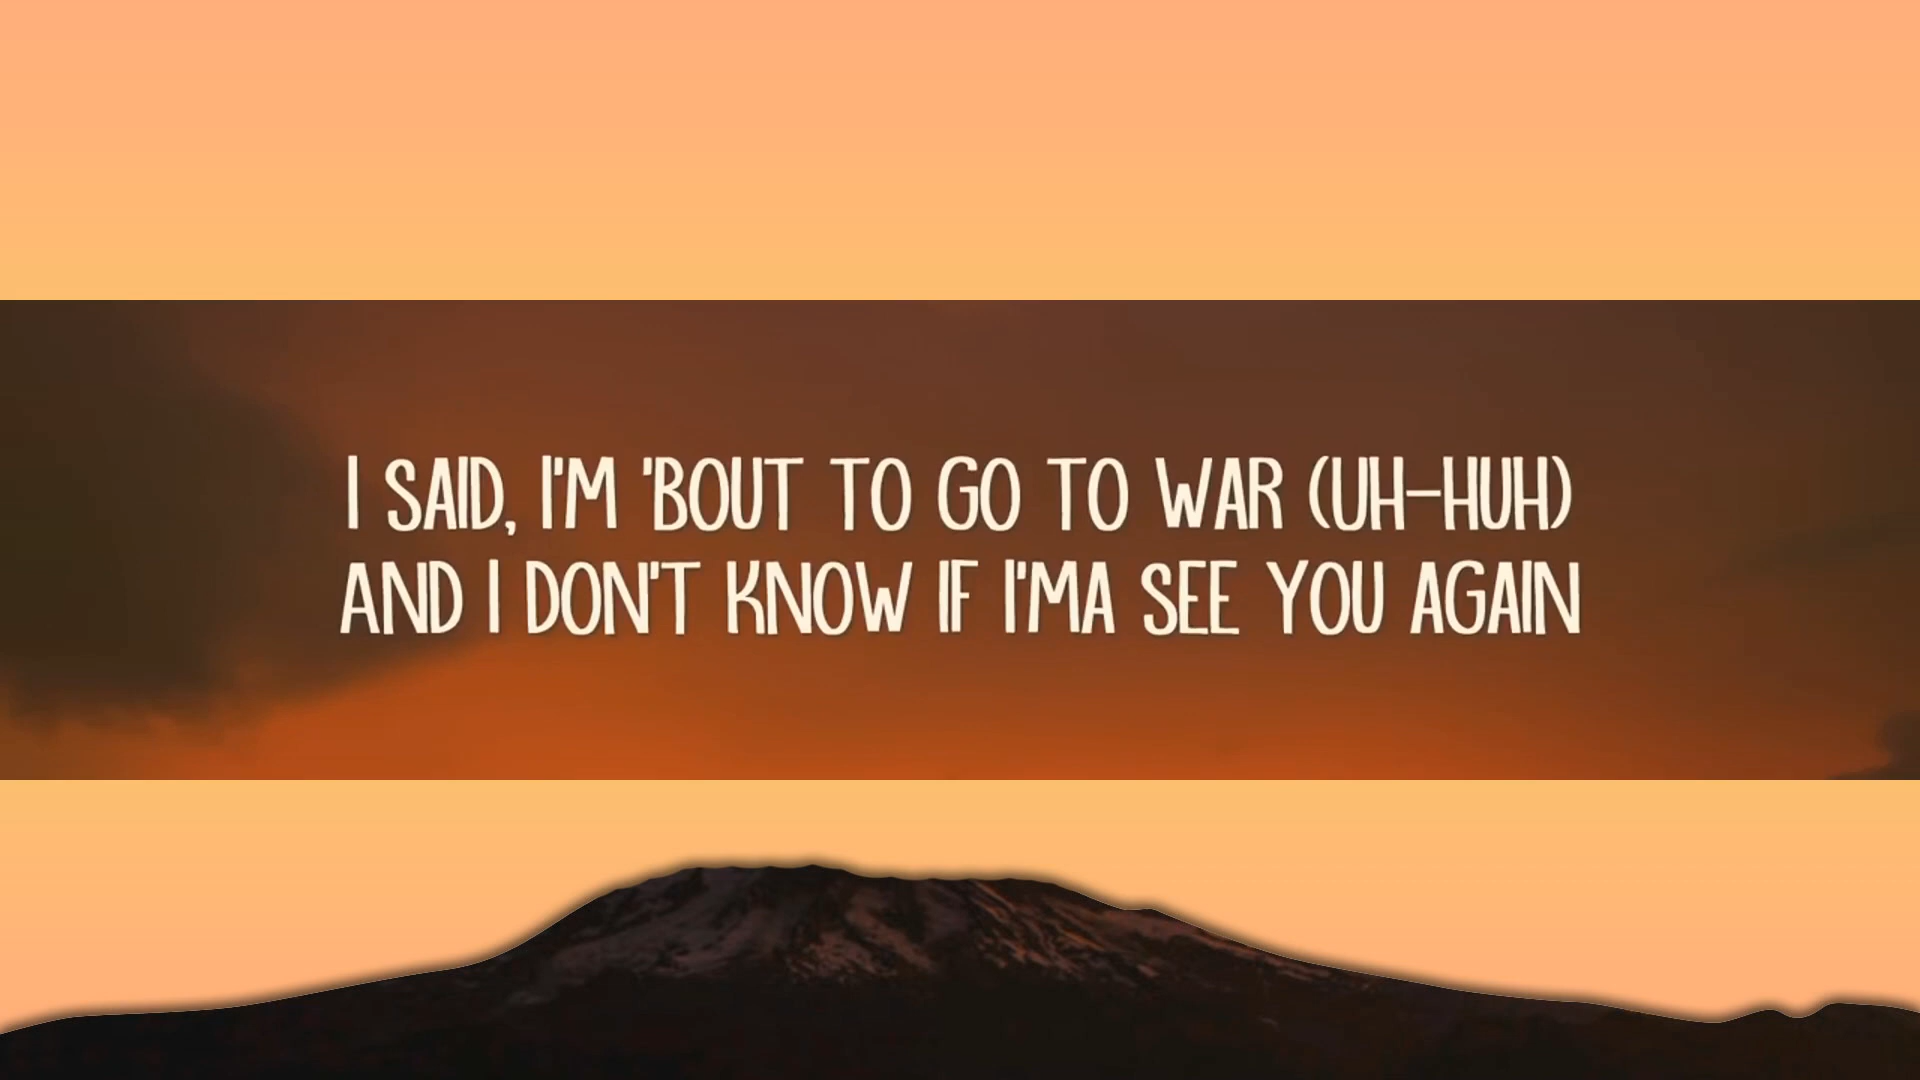 I SAID, I'M 'BOUT TO GO TO WAR (UH-HUH)
AND I DON'T KNOW IF I'MA SEE YOU AGAIN